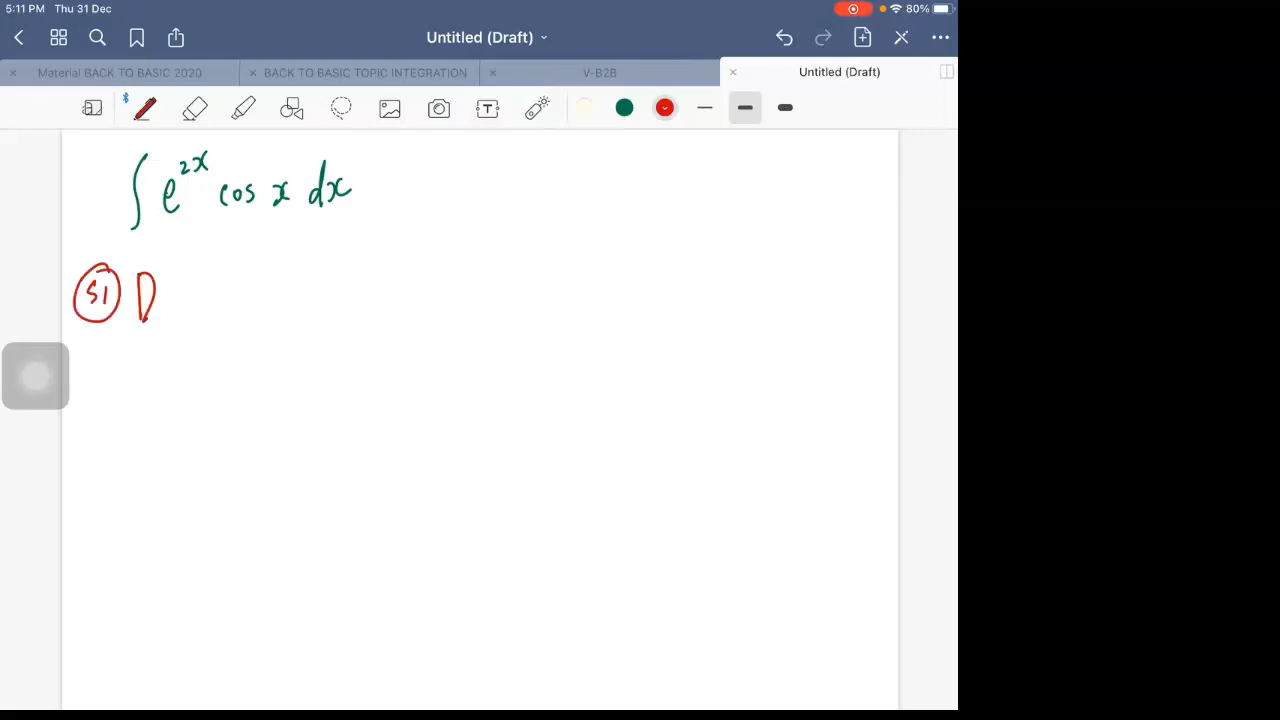 5:11 PM Thu 31 Dec
80%
Untitled (Draft)
Material BACK TO BASIC 2020
BACK TO BASIC TOPIC INTEGRATION
V-B2B
Untitled (Draft)
∫ e^{2x} cos x dx
S1 D